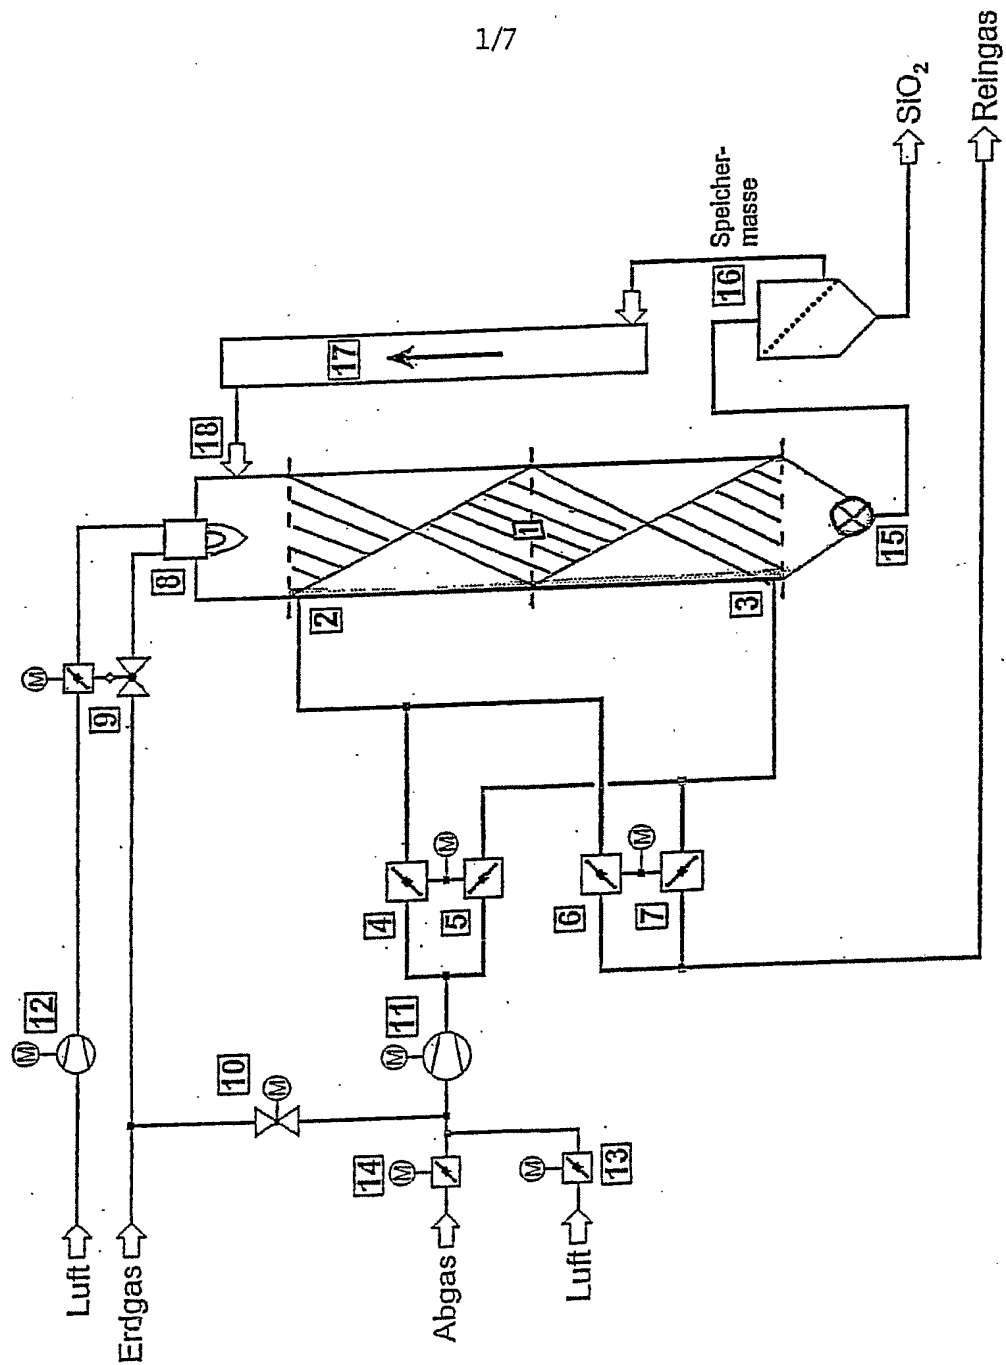 1/7
Luft
Erdgas
Abgas
Luft
M
12
M
9
8
18
17
Speicher-
masse
16
SiO₂
Reingas
10
M
14
M
M
13
M
11
4
5
M
6
7
M
2
1
3
15